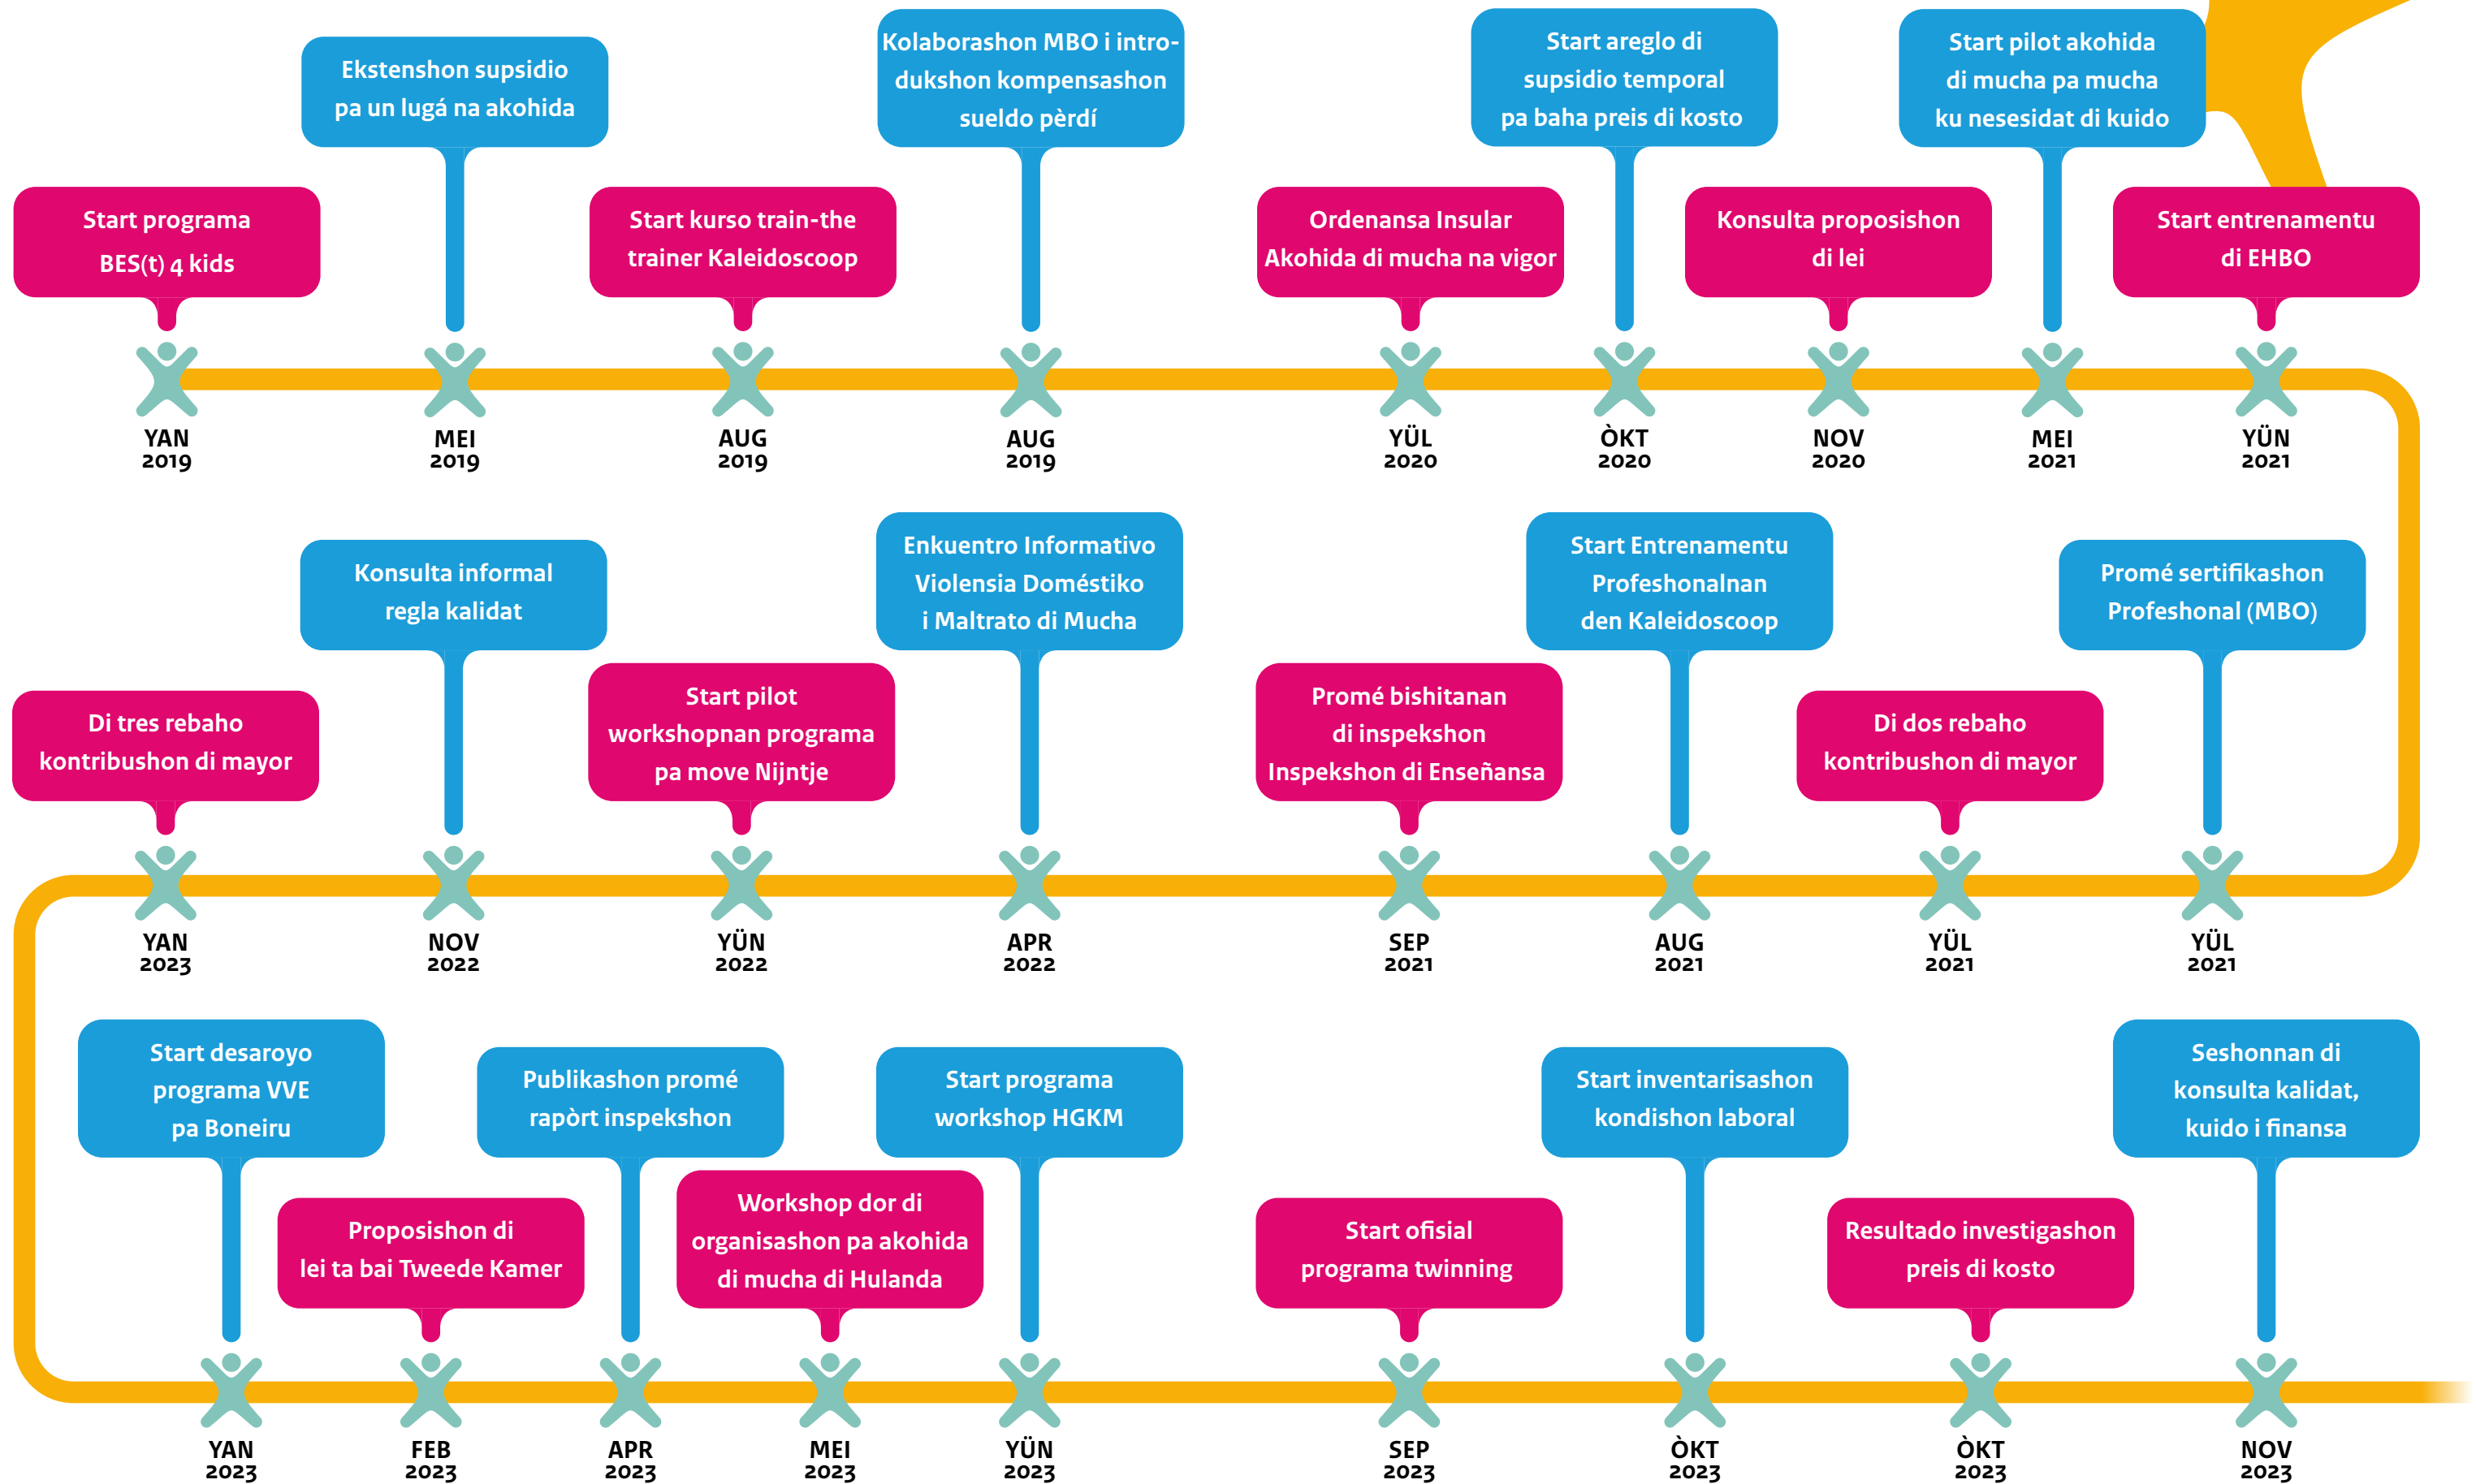 Start programa
BES(t) 4 kids
YAN
2019
Ekstenshon supsidio
pa un lugá na akohida
MEI
2019
Start kurso train-the
trainer Kaleidoscoop
AUG
2019
Kolaborashon MBO i intro-
dukshon kompensashon
sueldo pèrdí
AUG
2019
Ordenansa Insular
Akohida di mucha na vigor
YÜL
2020
Start areglo di
supsidio temporal
pa baha preis di kosto
ÒKT
2020
Konsulta proposishon
di lei
NOV
2020
Start pilot akohida
di mucha pa mucha
ku nesesidat di kuido
MEI
2021
Start entrenamentu
di EHBO
YÜN
2021
Promé sertifikashon
Profeshonal (MBO)
YÜL
2021
Di dos rebaho
kontribushon di mayor
YÜL
2021
Start Entrenamentu
Profeshonalnan
den Kaleidoscoop
AUG
2021
Promé bishitanan
di inspekshon
Inspekshon di Enseñansa
SEP
2021
Enkuentro Informativo
Violensia Doméstiko
i Maltrato di Mucha
APR
2022
Start pilot
workshopnan programa
pa move Nijntje
YÜN
2022
Konsulta informal
regla kalidat
NOV
2022
Di tres rebaho
kontribushon di mayor
YAN
2023
Start desaroyo
programa VVE
pa Boneiru
YAN
2023
Proposishon di
lei ta bai Tweede Kamer
FEB
2023
Publikashon promé
rapòrt inspekshon
APR
2023
Workshop dor di
organisashon pa akohida
di mucha di Hulanda
MEI
2023
Start programa
workshop HGKM
YÜN
2023
Start ofisial
programa twinning
SEP
2023
Start inventarisashon
kondishon laboral
ÒKT
2023
Resultado investigashon
preis di kosto
ÒKT
2023
Seshonnan di
konsulta kalidat,
kuido i finansa
NOV
2023